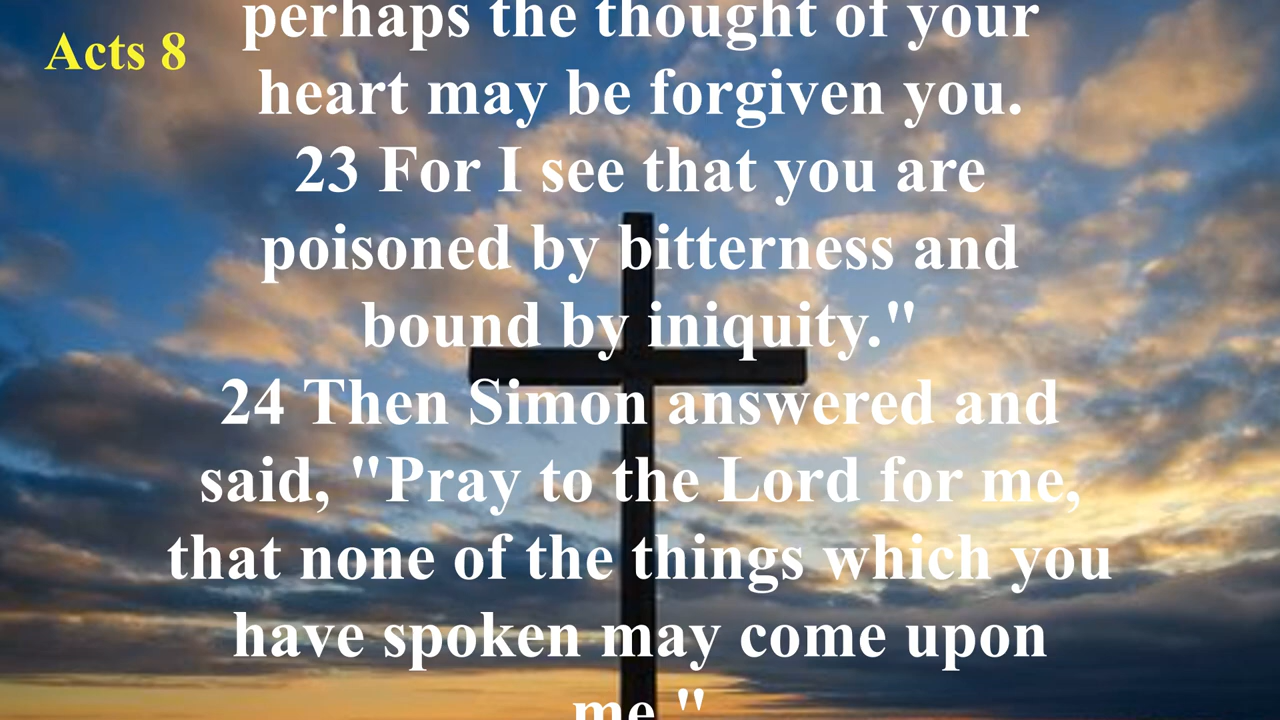 Acts 8
perhaps the thought of your
heart may be forgiven you.
23 For I see that you are
poisoned by bitterness and
bound by iniquity."
24 Then Simon answered and
said, "Pray to the Lord for me,
that none of the things which you
have spoken may come upon
me."